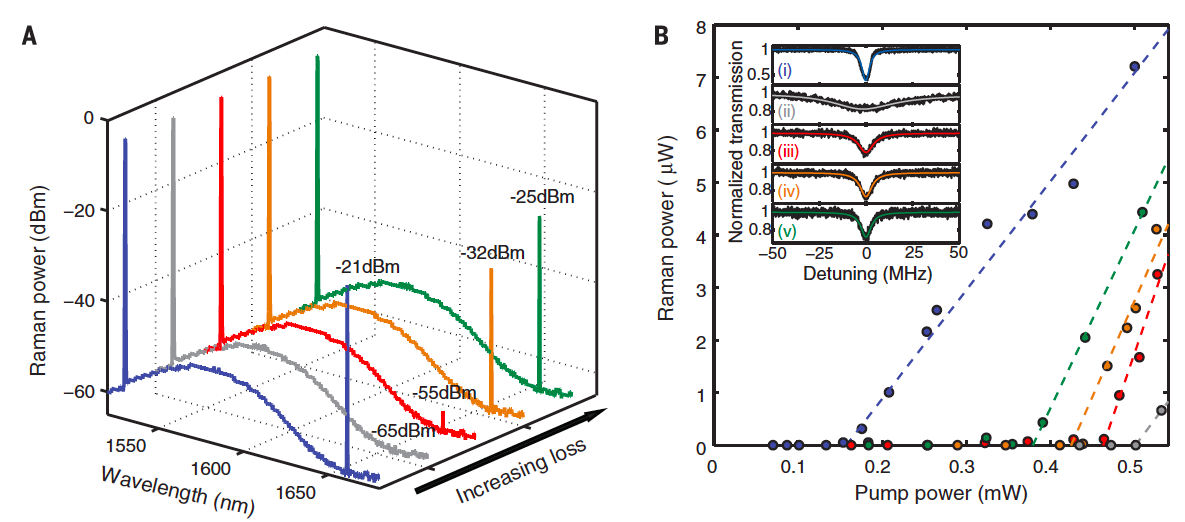 A
Raman power (dBm)
0
−20
−40
−60
1550
1600
1650
Wavelength (nm)
-21dBm
-65dBm
-55dBm
-32dBm
-25dBm
Increasing loss
B
Raman power ( μW)
8
7
6
5
4
3
2
1
0
0
0.1
0.2
0.3
0.4
0.5
Pump power (mW)
Normalized transmission
1
0.5
(i)
1
0.8
(ii)
1
0.8
(iii)
1
0.8
(iv)
1
0.8
(v)
−50
−25
0
25
50
Detuning (MHz)